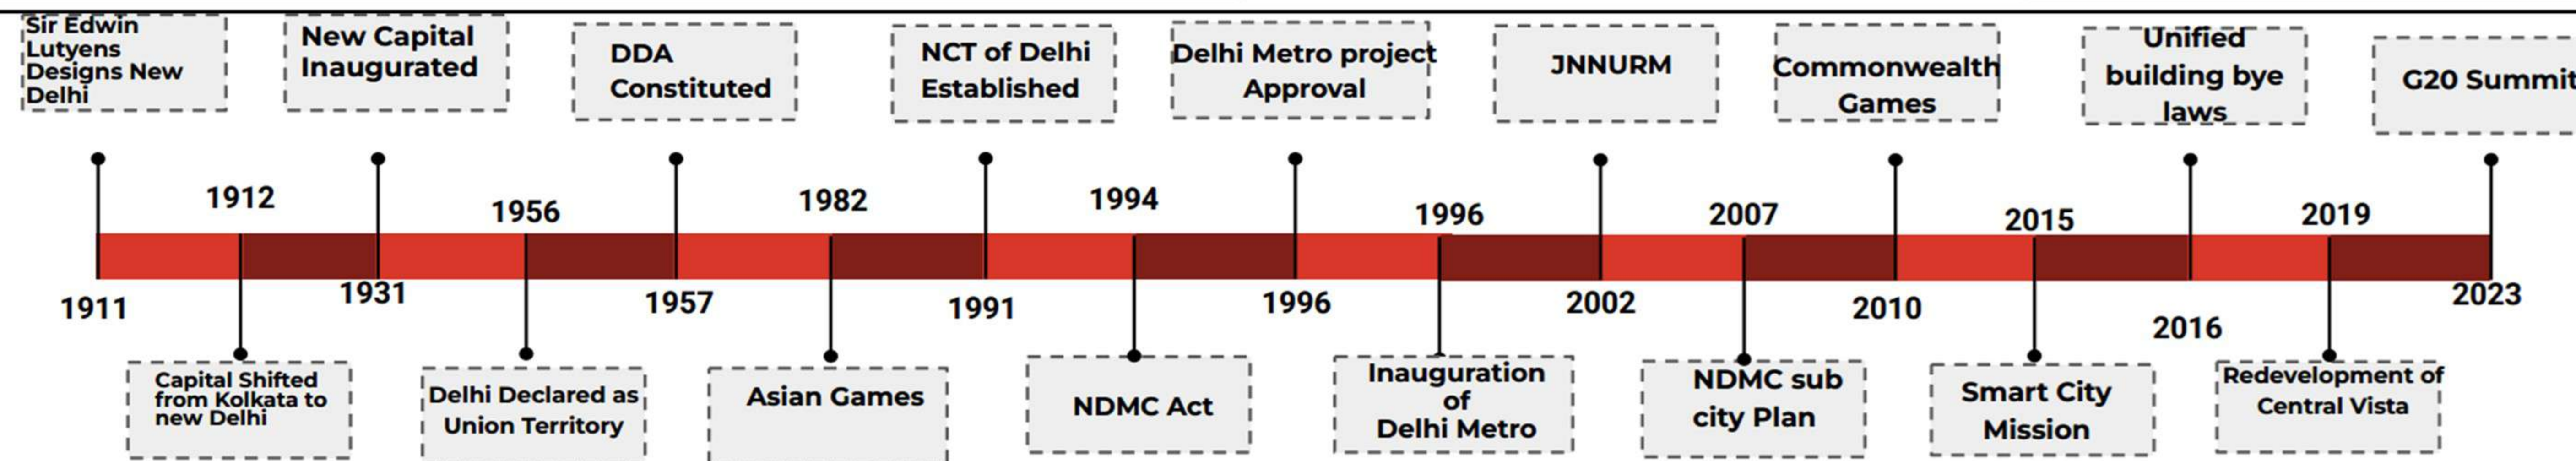 Sir Edwin
Lutyens
Designs New
Delhi
New Capital
Inaugurated
DDA
Constituted
NCT of Delhi
Established
Delhi Metro project
Approval
JNNURM
Commonwealth
Games
Unified
building bye
laws
G20 Summit
1912
1956
1982
1994
1996
2007
2015
2019
1911
1931
1957
1991
1996
2002
2010
2016
2023
Capital Shifted
from Kolkata to
new Delhi
Delhi Declared as
Union Territory
Asian Games
NDMC Act
Inauguration
of
Delhi Metro
NDMC sub
city Plan
Smart City
Mission
Redevelopment of
Central Vista